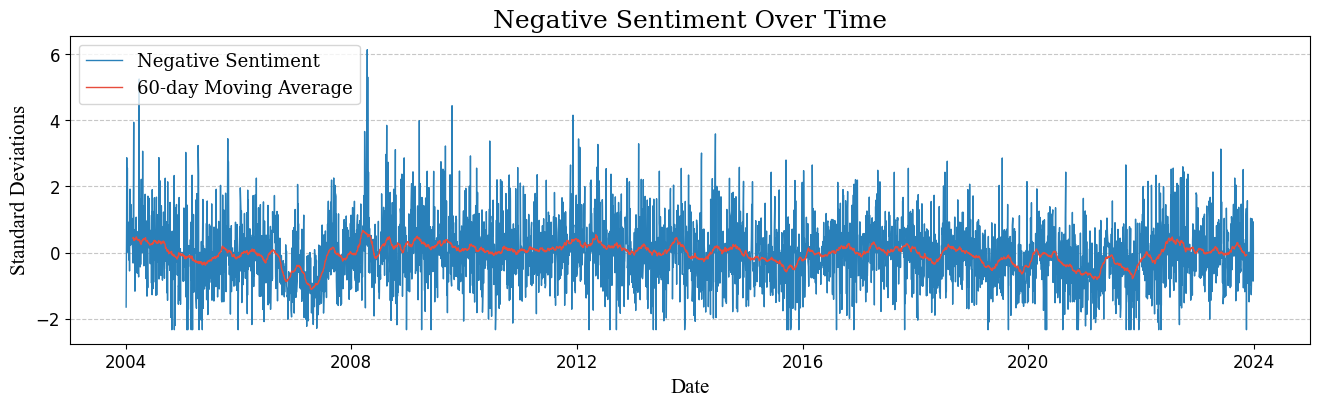 Negative Sentiment Over Time
Negative Sentiment
60-day Moving Average
Standard Deviations
6
4
2
0
−2
2004
2008
2012
2016
2020
2024
Date